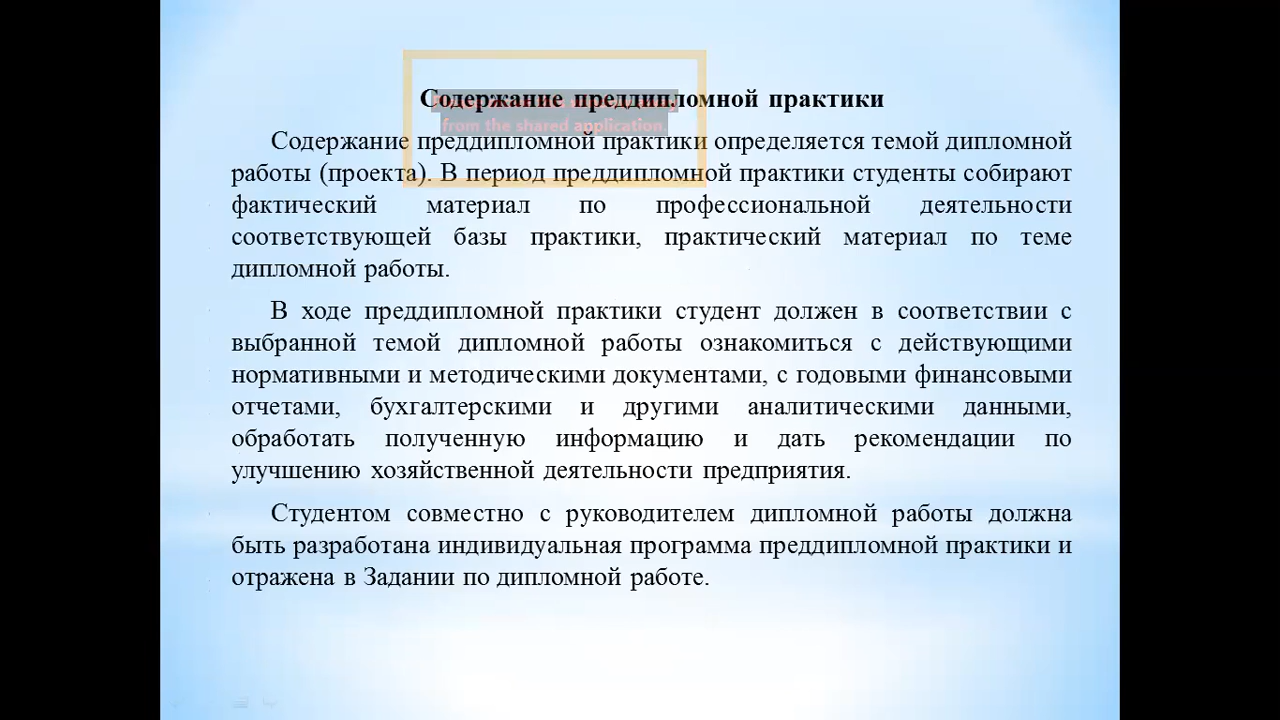 Содержание преддипломной практики
from the shared application.
Содержание преддипломной практики определяется темой дипломной
работы (проекта). В период преддипломной практики студенты собирают
фактический материал по профессиональной деятельности
соответствующей базы практики, практический материал по теме
дипломной работы.
В ходе преддипломной практики студент должен в соответствии с
выбранной темой дипломной работы ознакомиться с действующими
нормативными и методическими документами, с годовыми финансовыми
отчетами, бухгалтерскими и другими аналитическими данными,
обработать полученную информацию и дать рекомендации по
улучшению хозяйственной деятельности предприятия.
Студентом совместно с руководителем дипломной работы должна
быть разработана индивидуальная программа преддипломной практики и
отражена в Задании по дипломной работе.